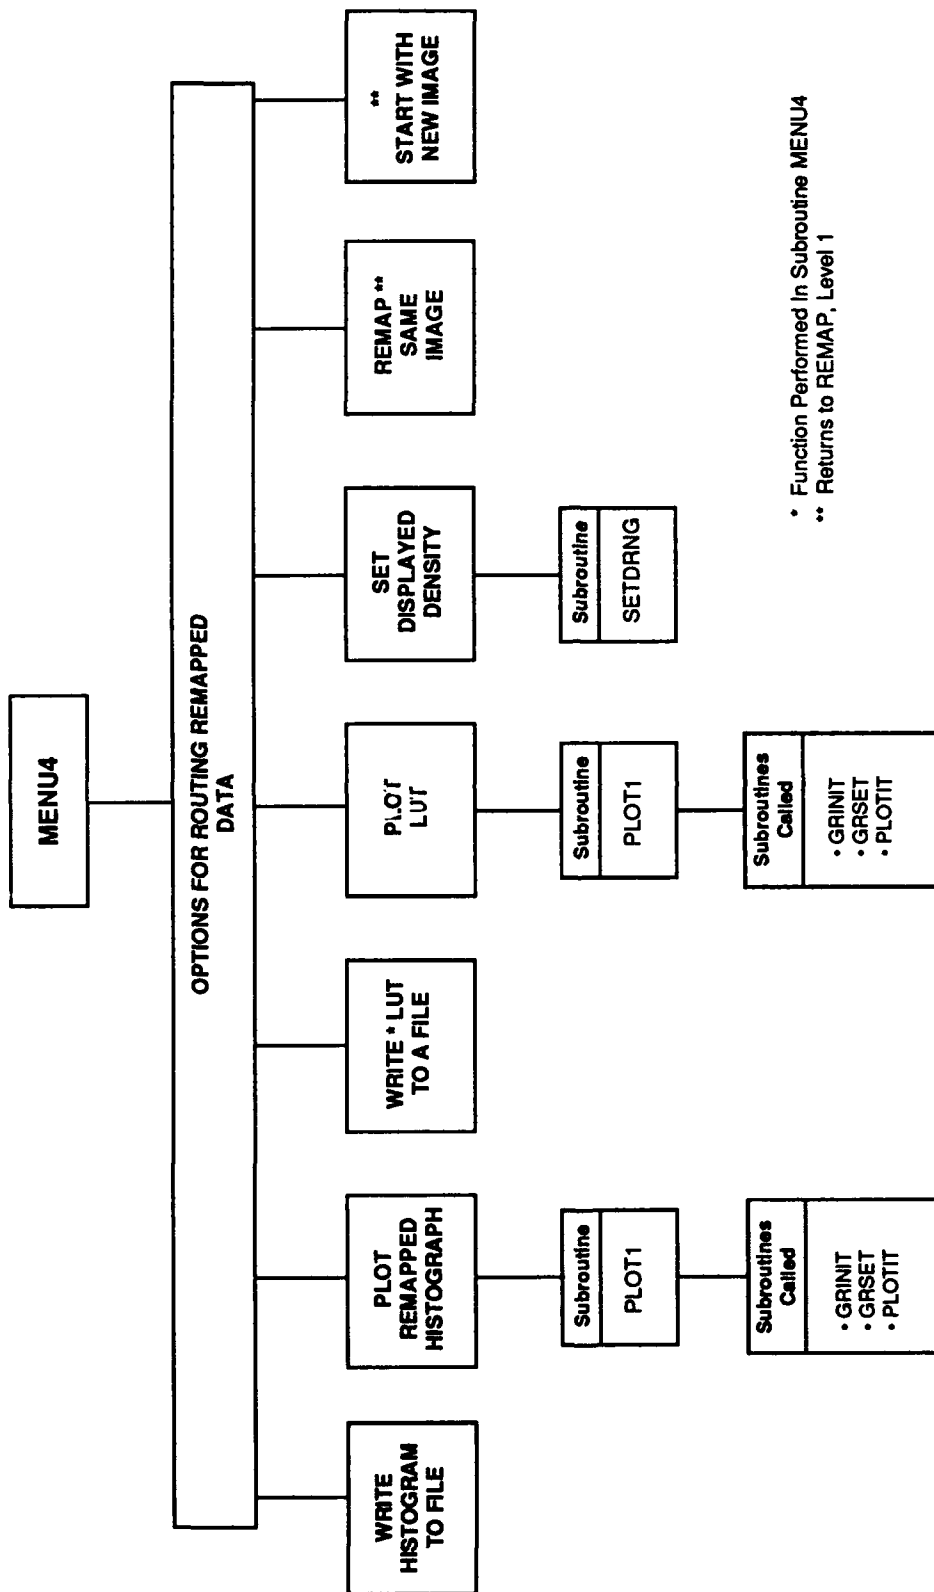 MENU4
OPTIONS FOR ROUTING REMAPPED
DATA
WRITE
HISTOGRAM
TO FILE
PLOT
REMAPPED
HISTOGRAPH
WRITE * LUT
TO A FILE
PLOT
LUT
SET
DISPLAYED
DENSITY
REMAP **
SAME
IMAGE
**
START WITH
NEW IMAGE
Subroutine
PLOT1
Subroutine
PLOT1
Subroutine
SETDRNG
Subroutines
Called
• GRINIT
• GRSET
• PLOTIT
Subroutines
Called
• GRINIT
• GRSET
• PLOTIT
* Function Performed In Subroutine MENU4
** Returns to REMAP, Level 1